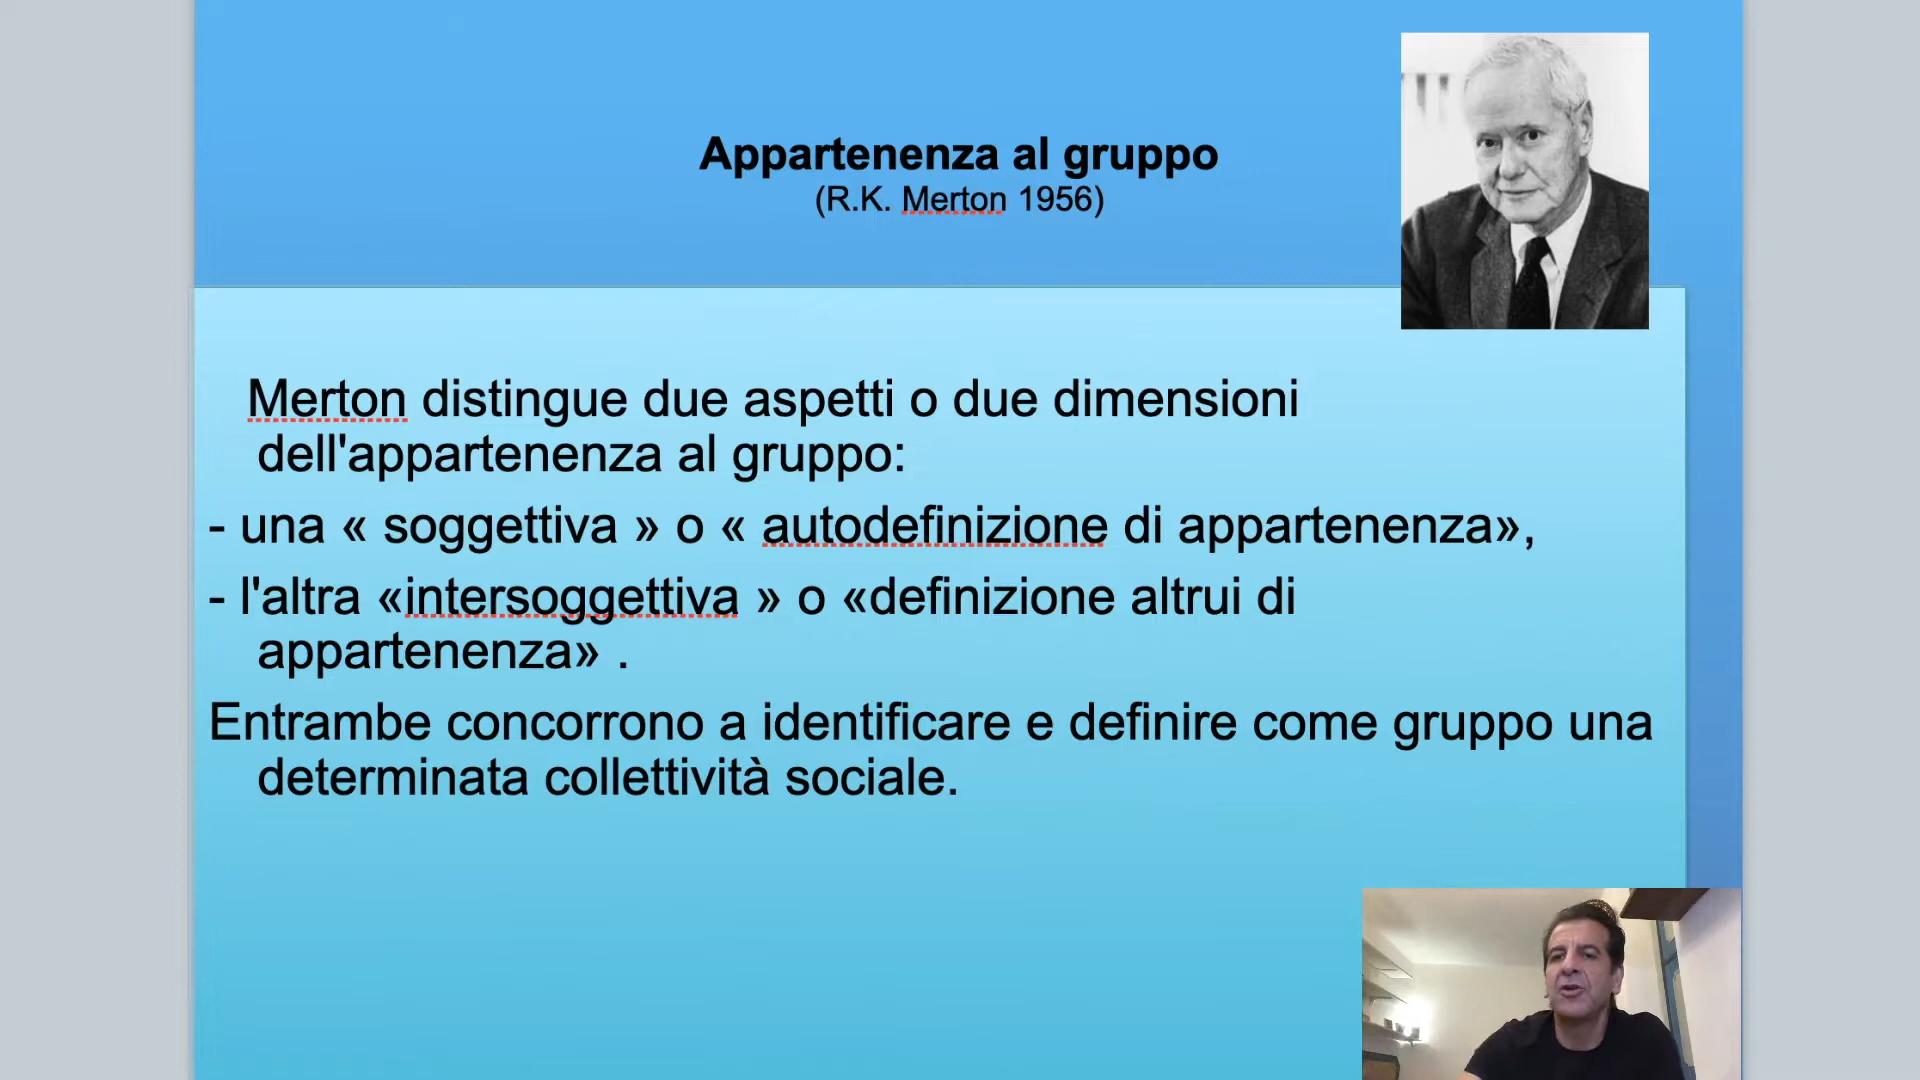 Appartenenza al gruppo
(R.K. Merton 1956)
Merton distingue due aspetti o due dimensioni
dell'appartenenza al gruppo:
- una « soggettiva » o « autodefinizione di appartenenza»,
- l'altra «intersoggettiva » o «definizione altrui di
appartenenza» .
Entrambe concorrono a identificare e definire come gruppo una
determinata collettività sociale.